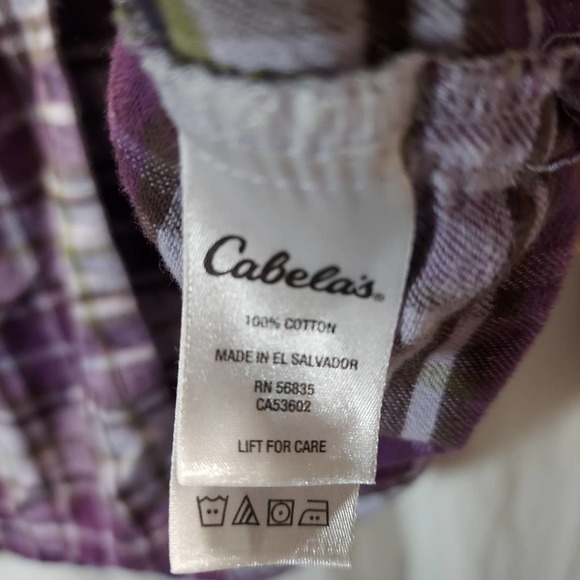 Cabela's®
100% COTTON
MADE IN EL SALVADOR
RN 56835
CA53602
LIFT FOR CARE